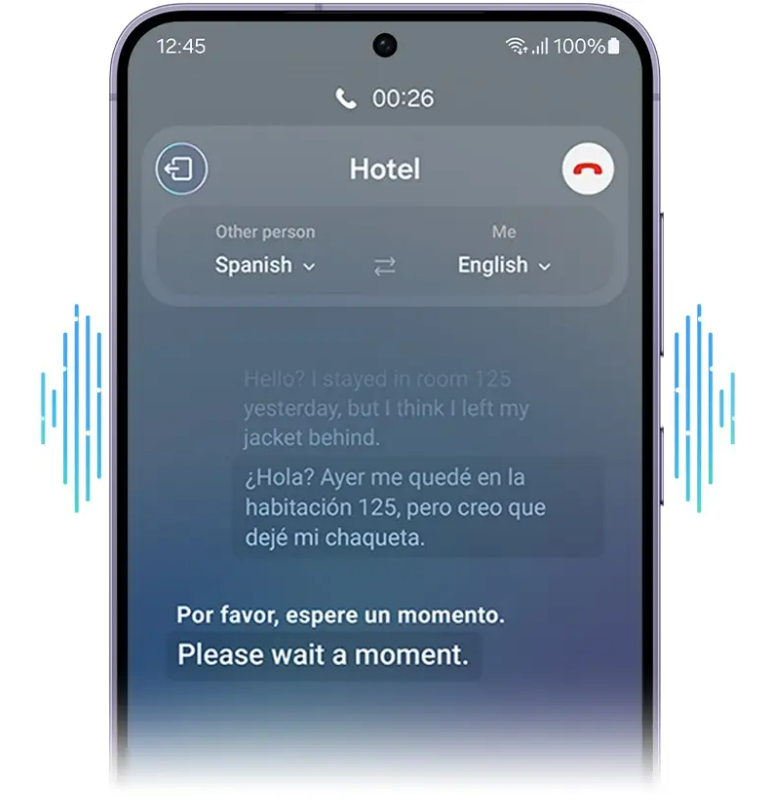 12:45 100%
00:26
Hotel
Other person Me
Spanish English
Hello? I stayed in room 125
yesterday, but I think I left my
jacket behind.
¿Hola? Ayer me quedé en la
habitación 125, pero creo que
dejé mi chaqueta.
Por favor, espere un momento.
Please wait a moment.